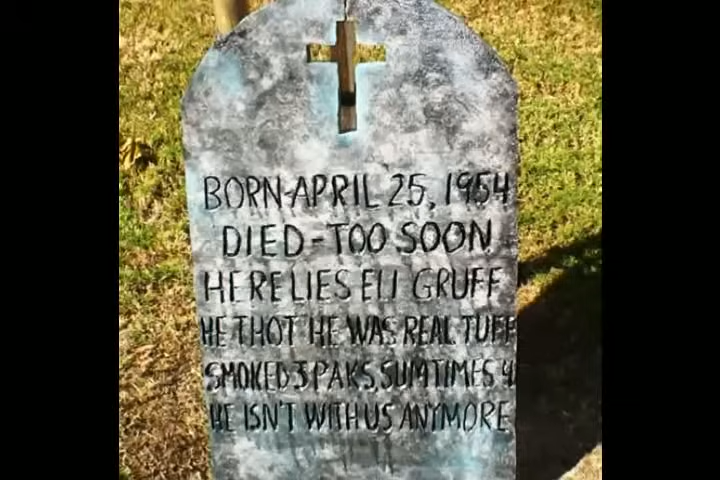 BORN-APRIL 25, 1954
DIED-TOO SOON
HERE LIES ELI GRUFF
HE THOT HE WAS REAL TUFF
SMOKED 3 PAKS, SUMTIMES 4
HE ISN'T WITH US ANYMORE